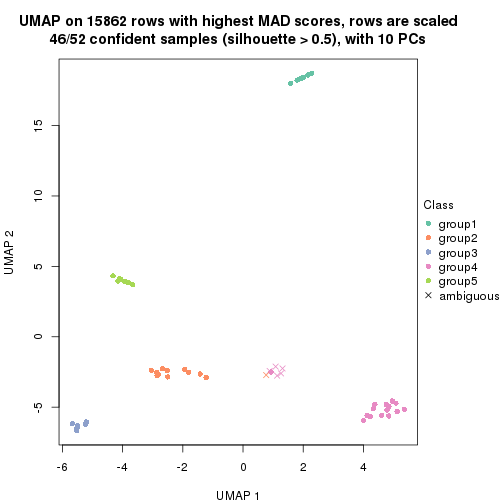 UMAP on 15862 rows with highest MAD scores, rows are scaled
46/52 confident samples (silhouette > 0.5), with 10 PCs
15
10
5
0
-5
UMAP 2
-6
-4
-2
0
2
4
UMAP 1
Class
group1
group2
group3
group4
group5
ambiguous